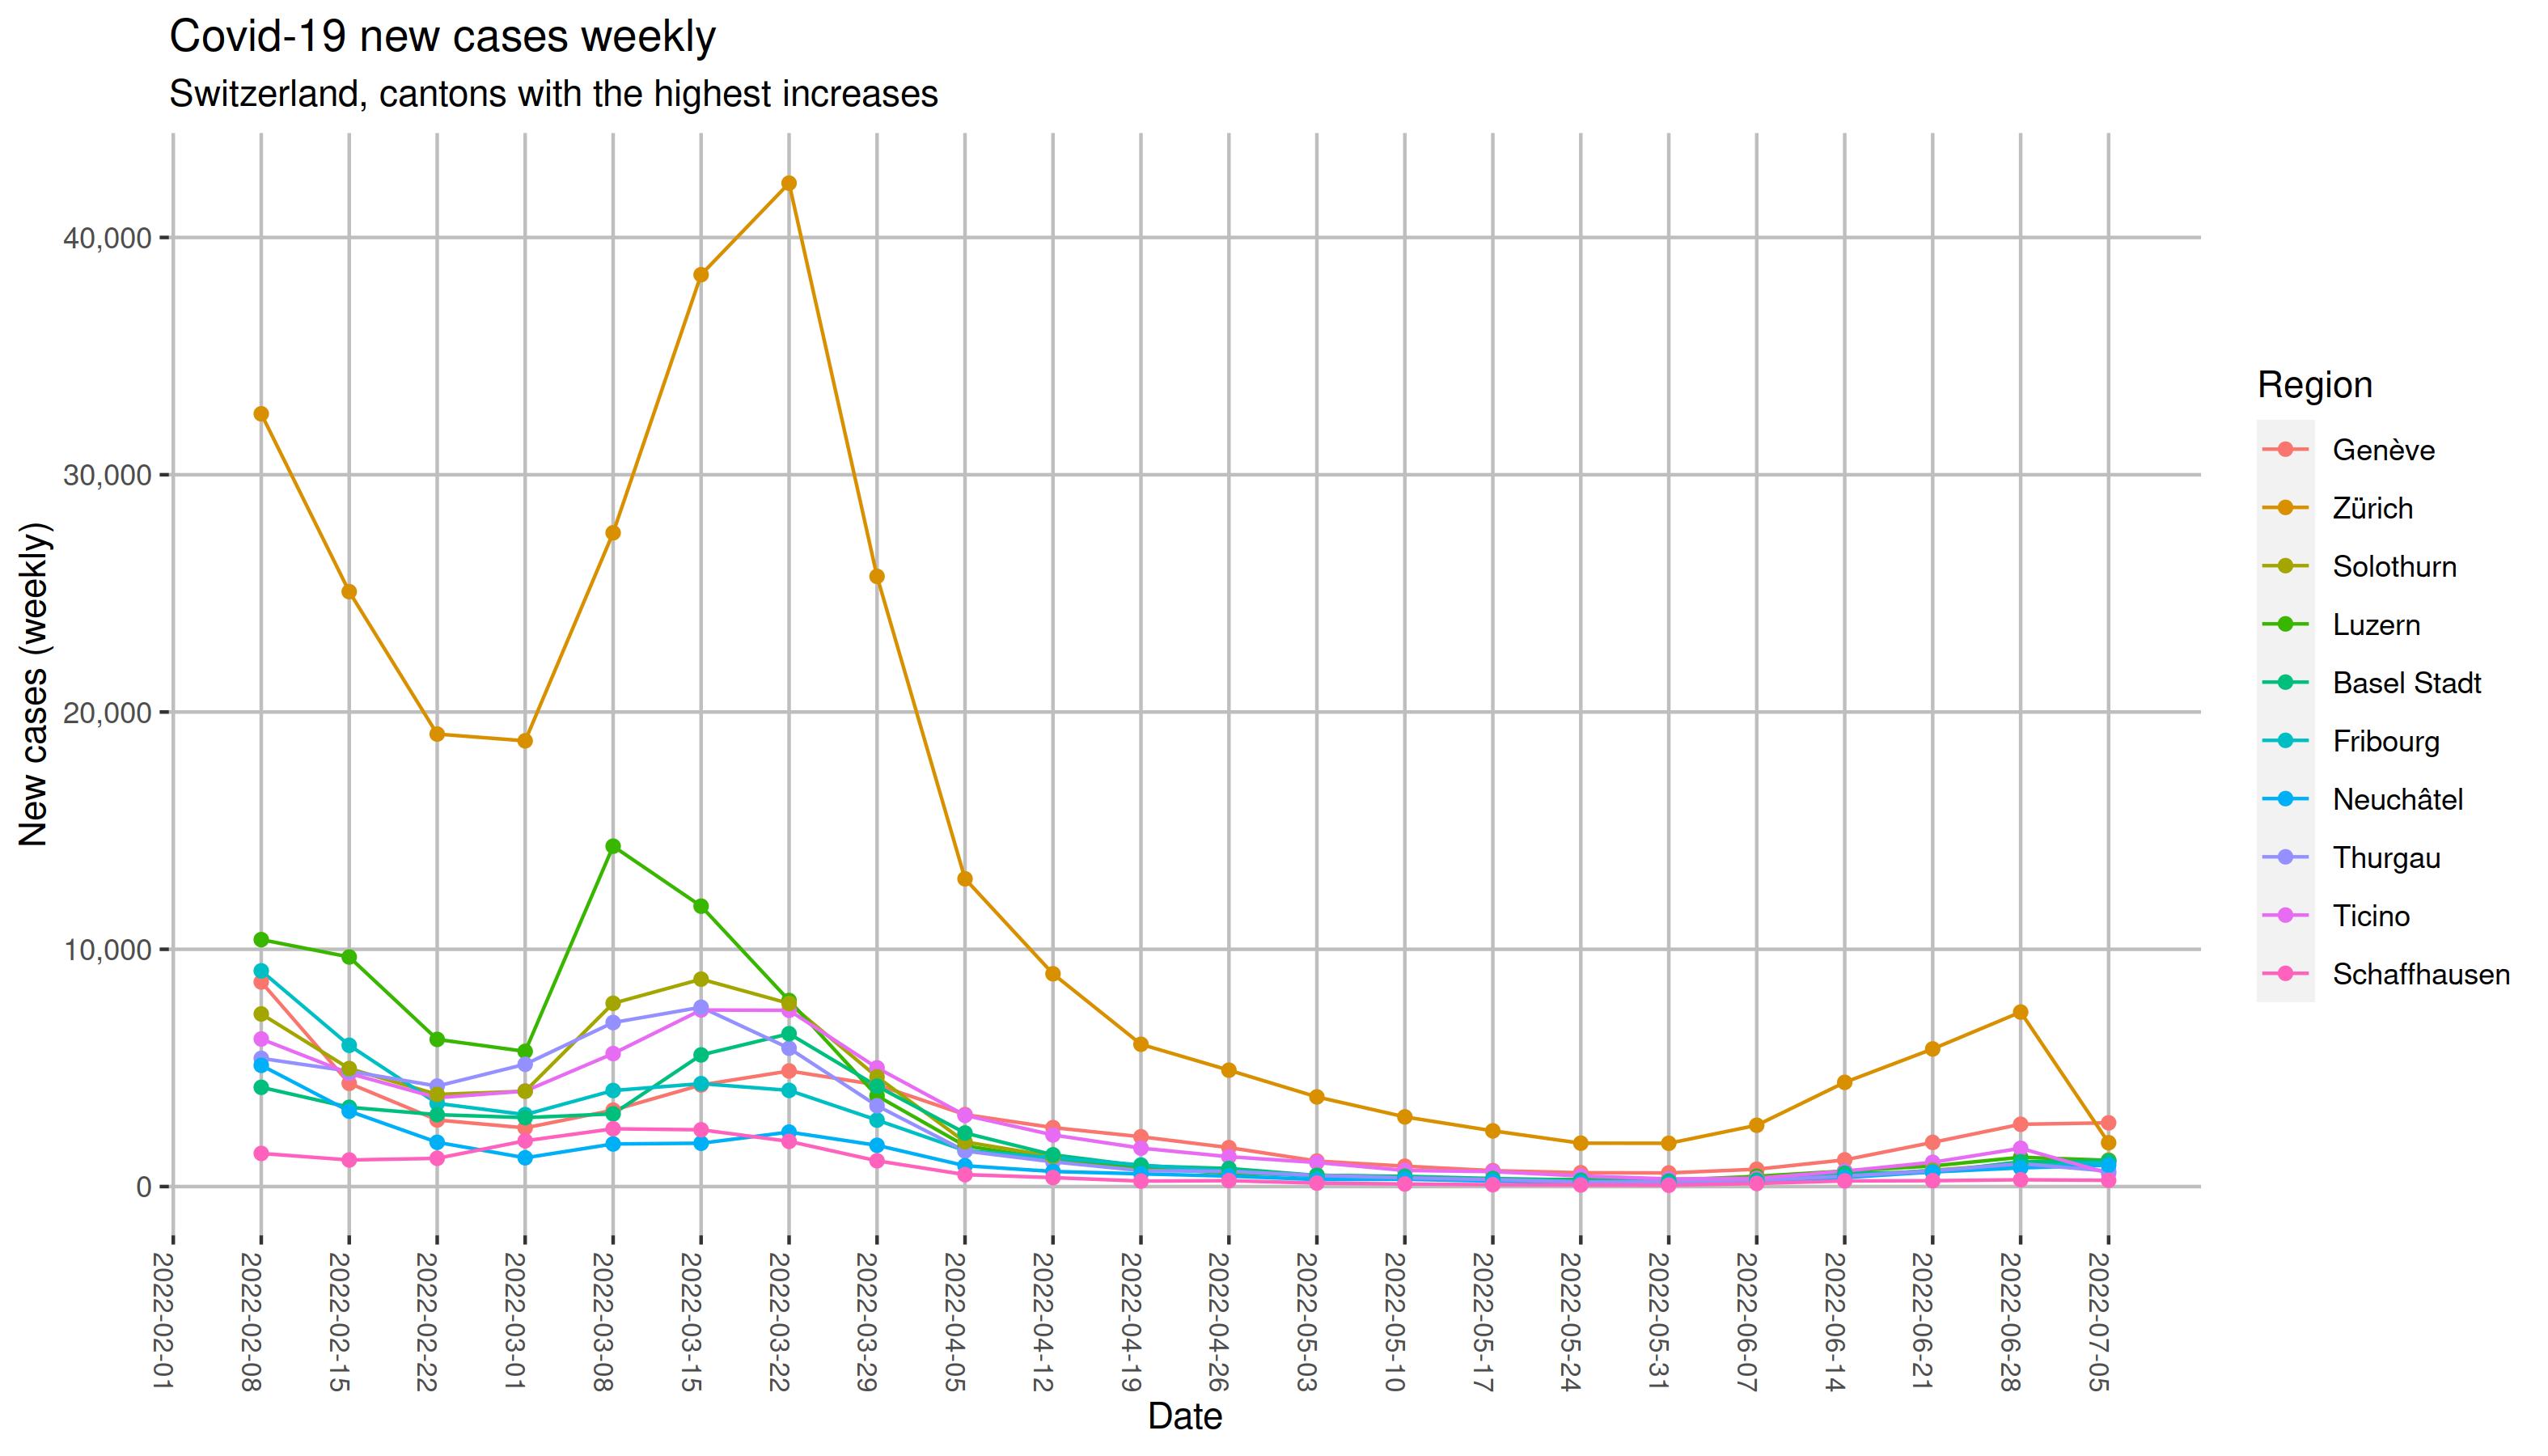 Covid-19 new cases weekly
Switzerland, cantons with the highest increases
New cases (weekly)
40,000
30,000
20,000
10,000
0
2022-02-01
2022-02-08
2022-02-15
2022-02-22
2022-03-01
2022-03-08
2022-03-15
2022-03-22
2022-03-29
2022-04-05
2022-04-12
2022-04-19
2022-04-26
2022-05-03
2022-05-10
2022-05-17
2022-05-24
2022-05-31
2022-06-07
2022-06-14
2022-06-21
2022-06-28
2022-07-05
Date
Region
Genève
Zürich
Solothurn
Luzern
Basel Stadt
Fribourg
Neuchâtel
Thurgau
Ticino
Schaffhausen